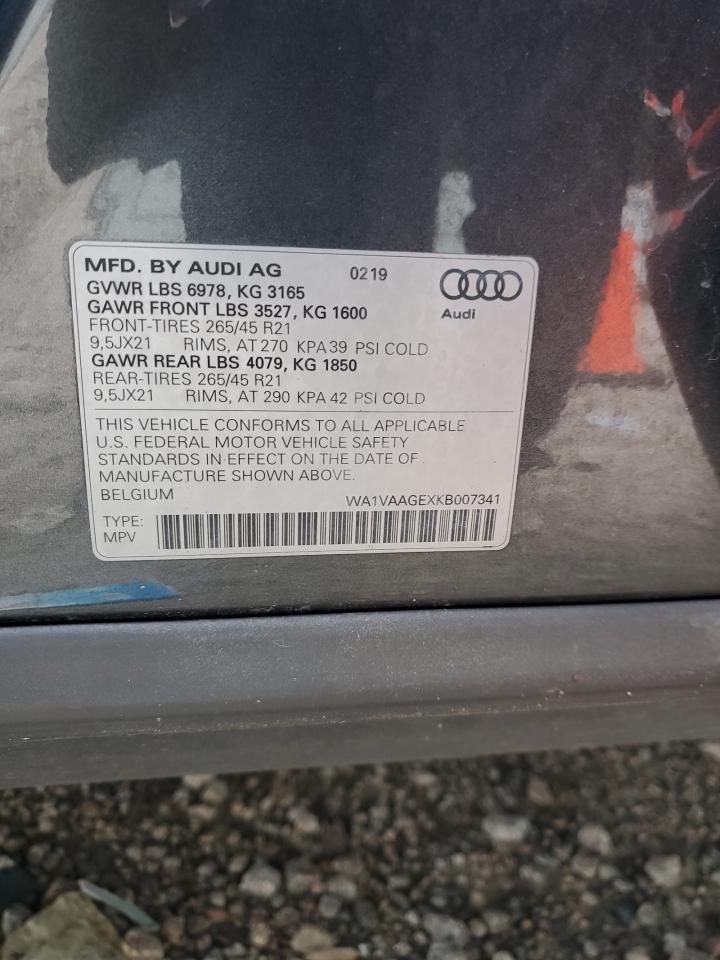 MFD. BY AUDI AG 0219
GVWR LBS 6978, KG 3165
GAWR FRONT LBS 3527, KG 1600
Audi
FRONT-TIRES 265/45 R21
9,5JX21 RIMS, AT 270 KPA 39 PSI COLD
GAWR REAR LBS 4079, KG 1850
REAR-TIRES 265/45 R21
9,5JX21 RIMS, AT 290 KPA 42 PSI COLD
THIS VEHICLE CONFORMS TO ALL APPLICABLE
U.S. FEDERAL MOTOR VEHICLE SAFETY
STANDARDS IN EFFECT ON THE DATE OF
MANUFACTURE SHOWN ABOVE.
BELGIUM WA1VAAGEXKB007341
TYPE:
MPV